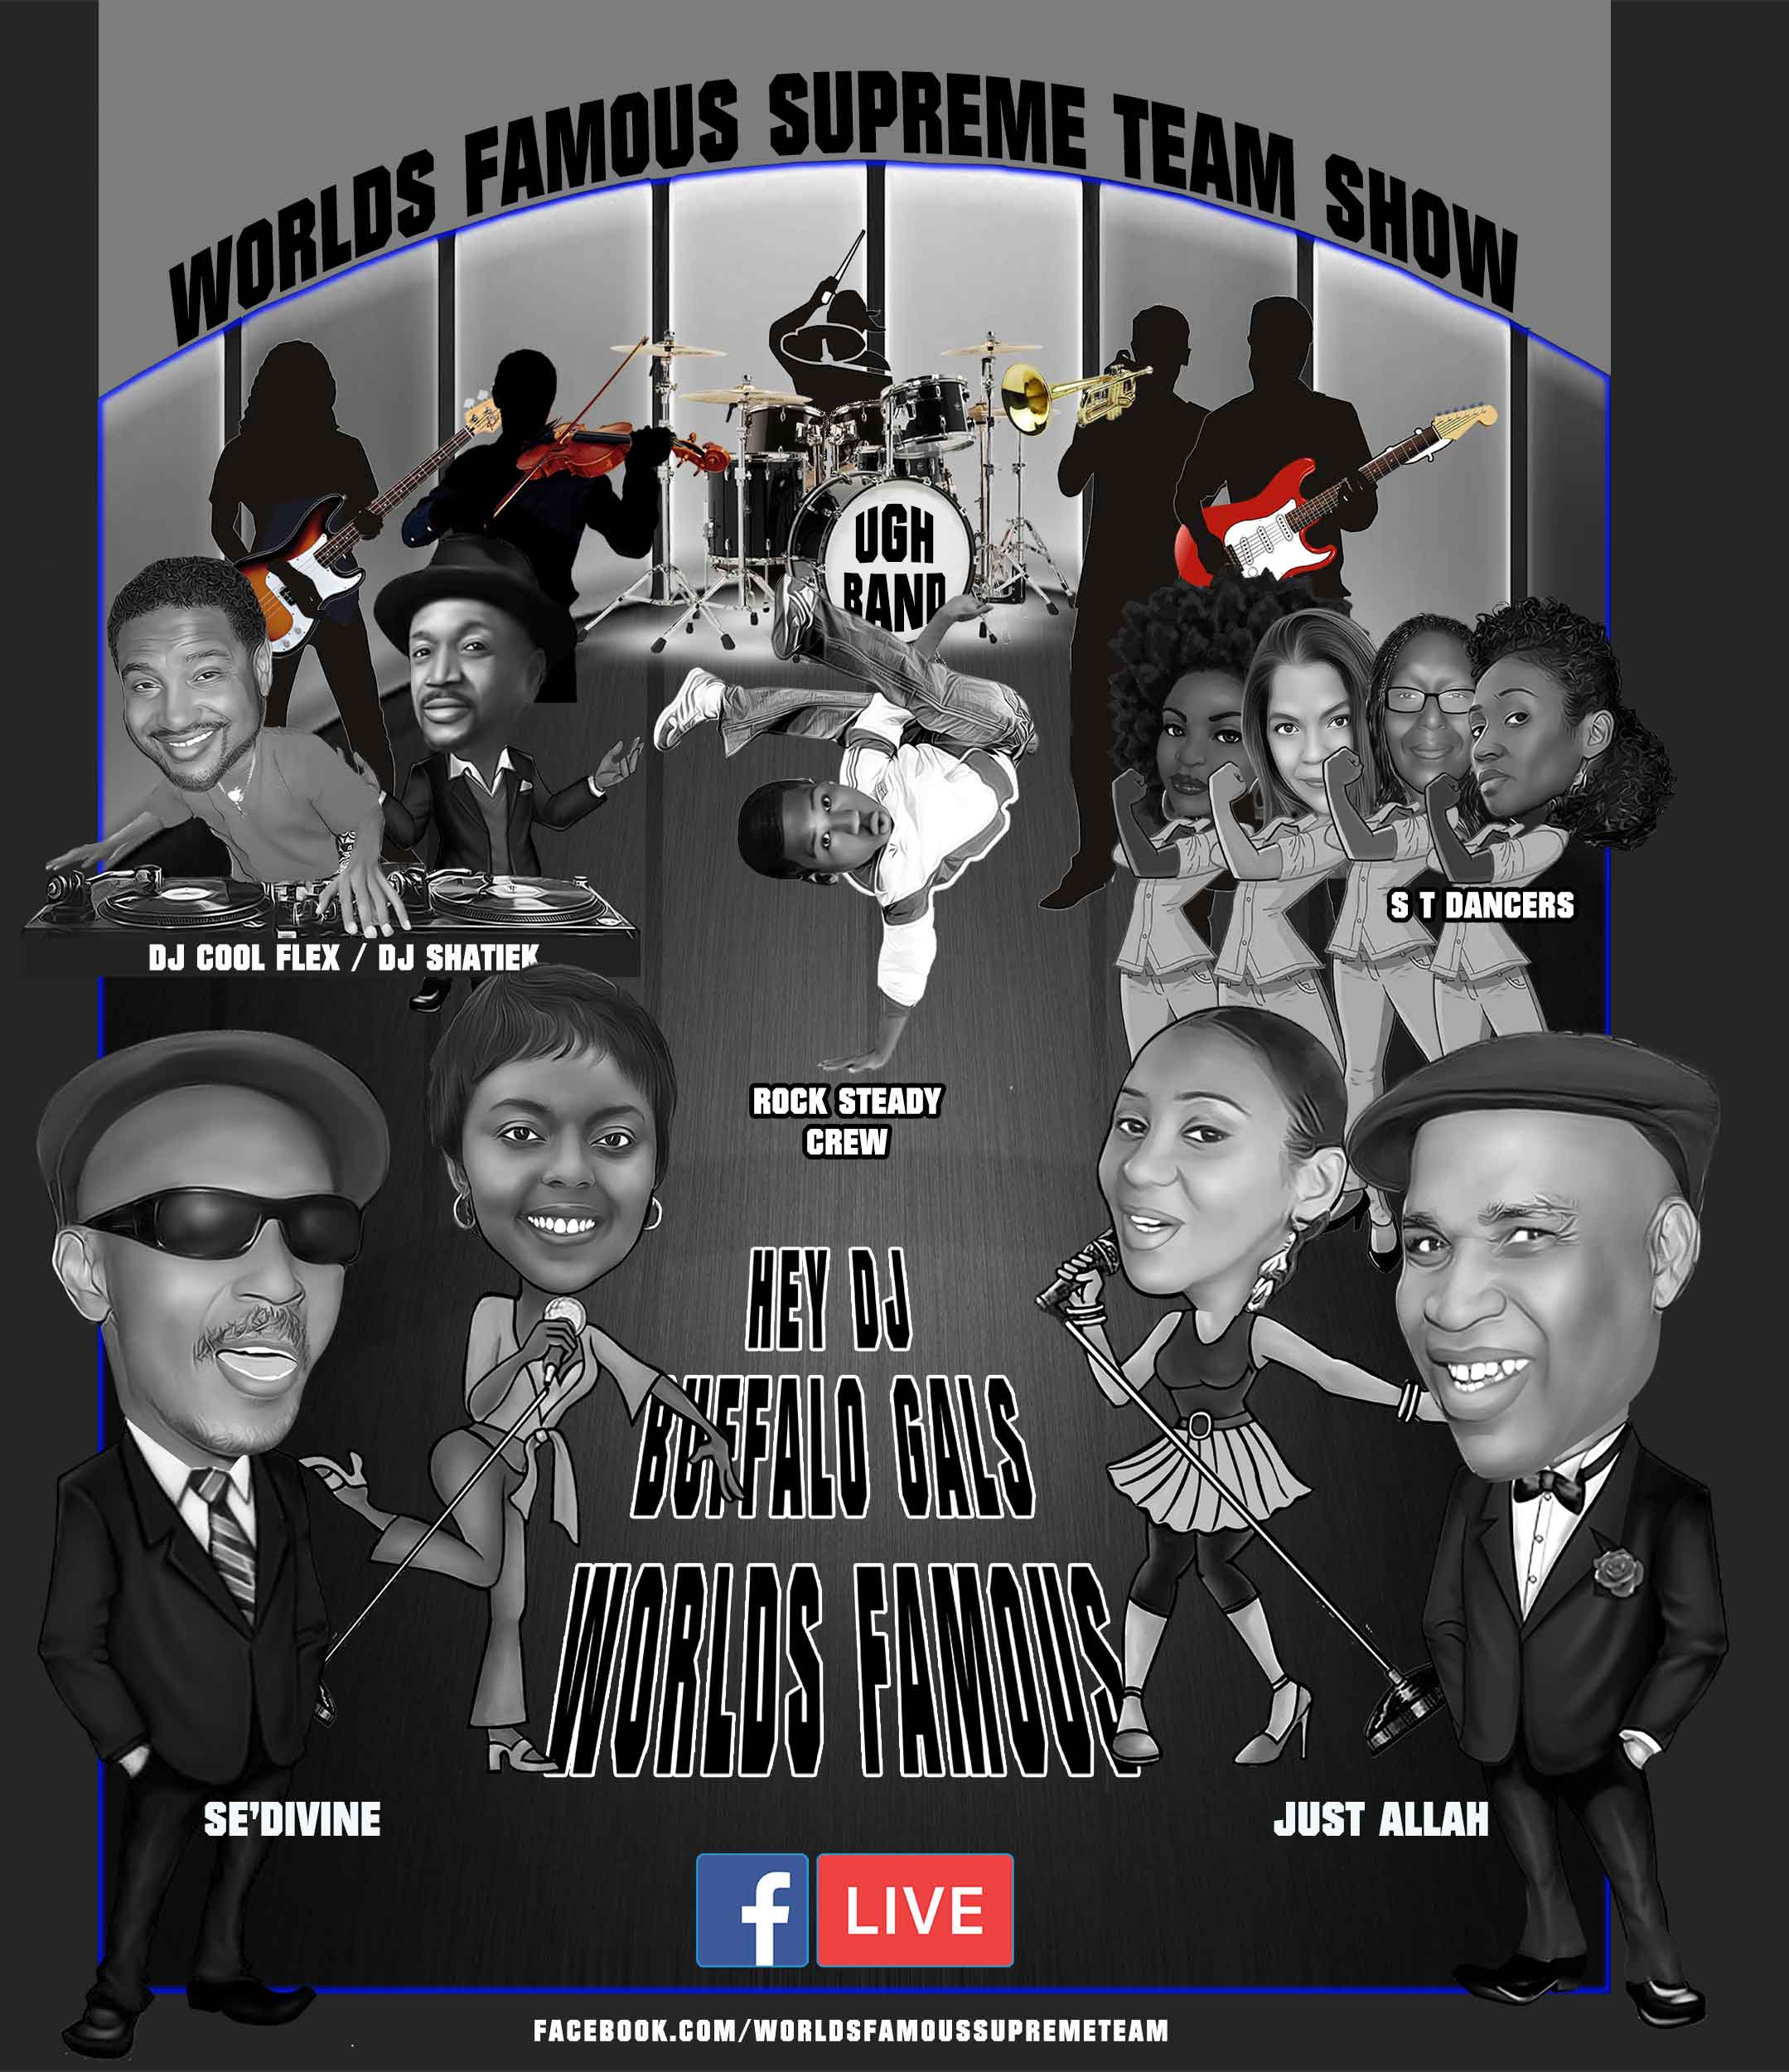 WORLDS FAMOUS SUPREME TEAM SHOW
UGH
BAND
S T DANCERS
DJ COOL FLEX / DJ SHATIEK
ROCK STEADY
CREW
HEY DJ
BUFFALO GALS
WORLDS FAMOUS
SE'DIVINE
JUST ALLAH
f LIVE
FACEBOOK.COM/WORLDSFAMOUSSUPREMETEAM